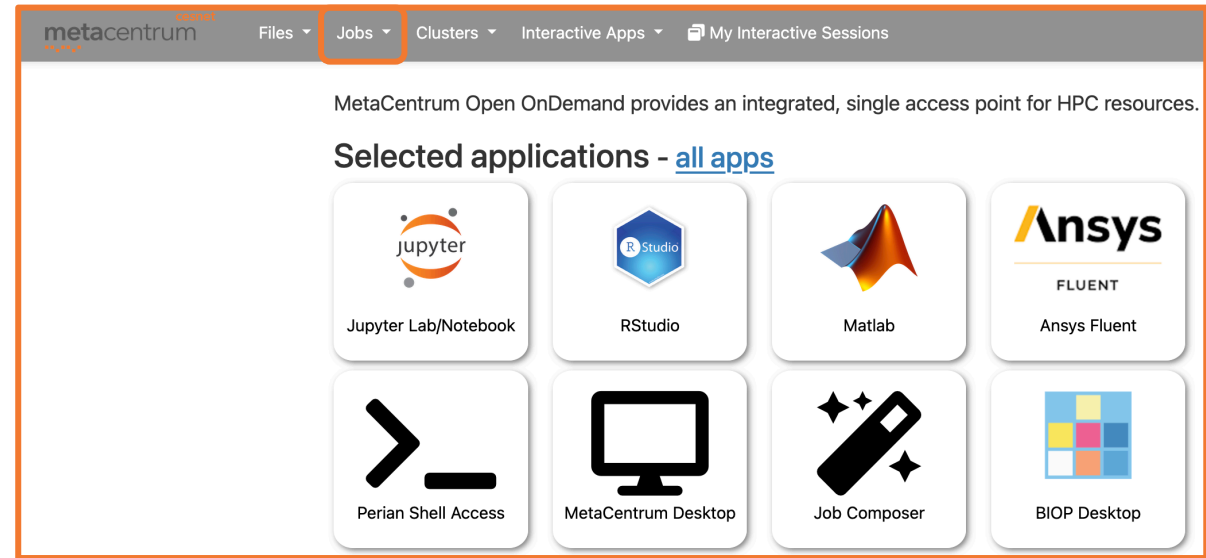 metacentrum
Files Jobs Clusters Interactive Apps My Interactive Sessions
MetaCentrum Open OnDemand provides an integrated, single access point for HPC resources.
Selected applications - all apps
jupyter
R Studio
Ansys
FLUENT
Jupyter Lab/Notebook
RStudio
Matlab
Ansys Fluent
Perian Shell Access
MetaCentrum Desktop
Job Composer
BIOP Desktop